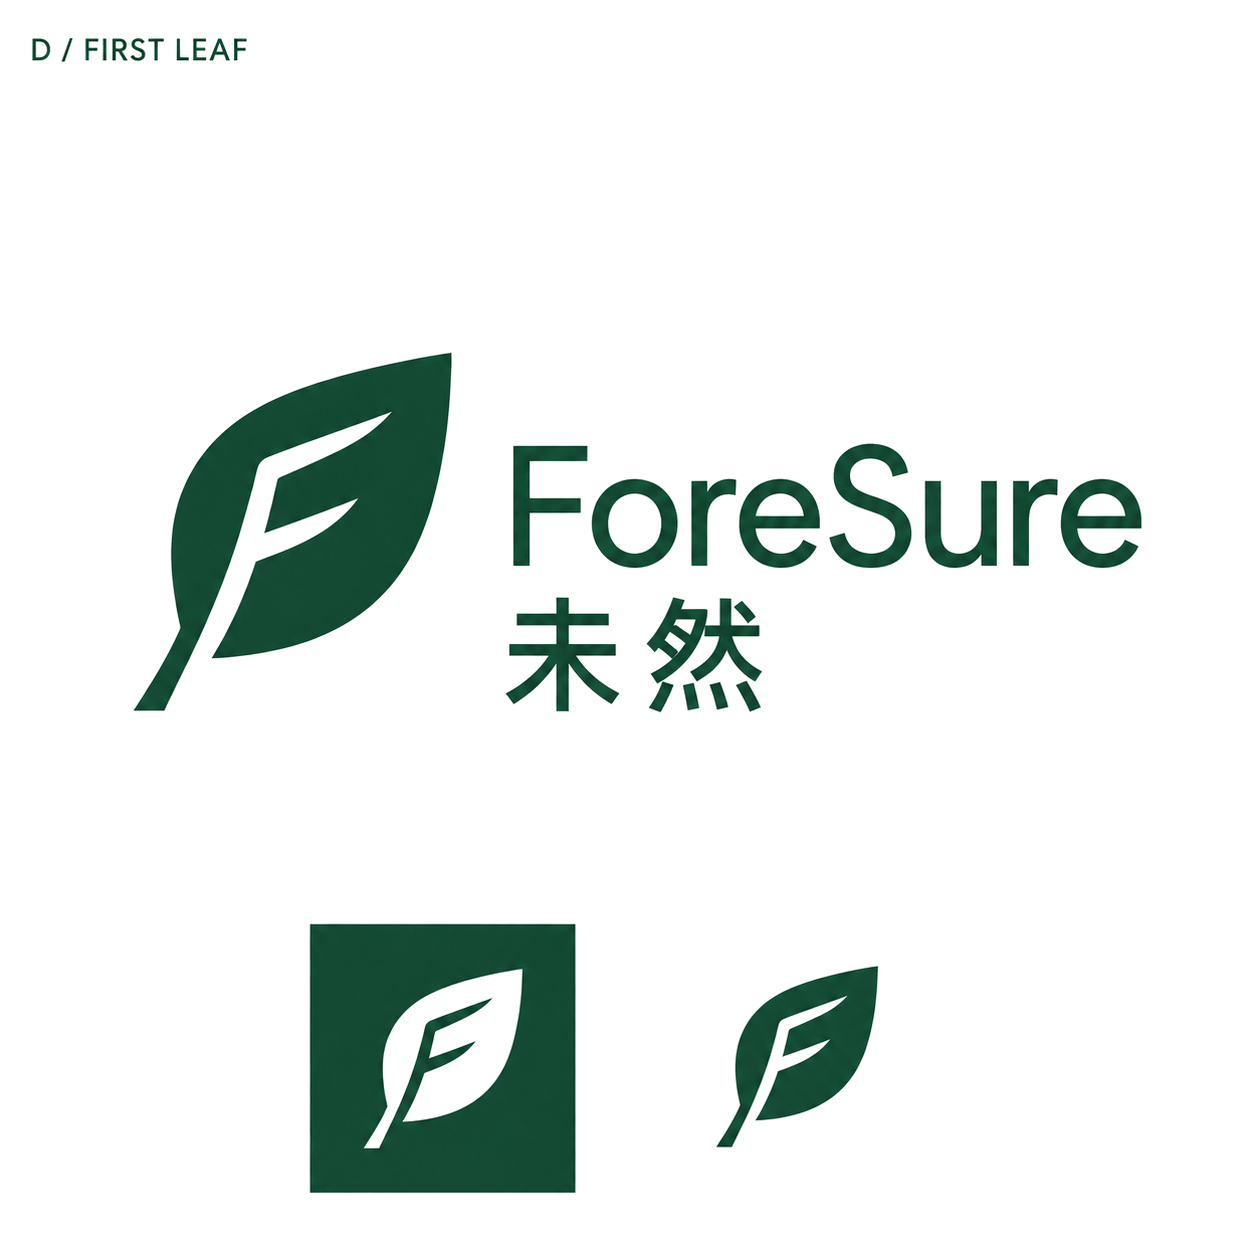 D / FIRST LEAF
ForeSure
未然